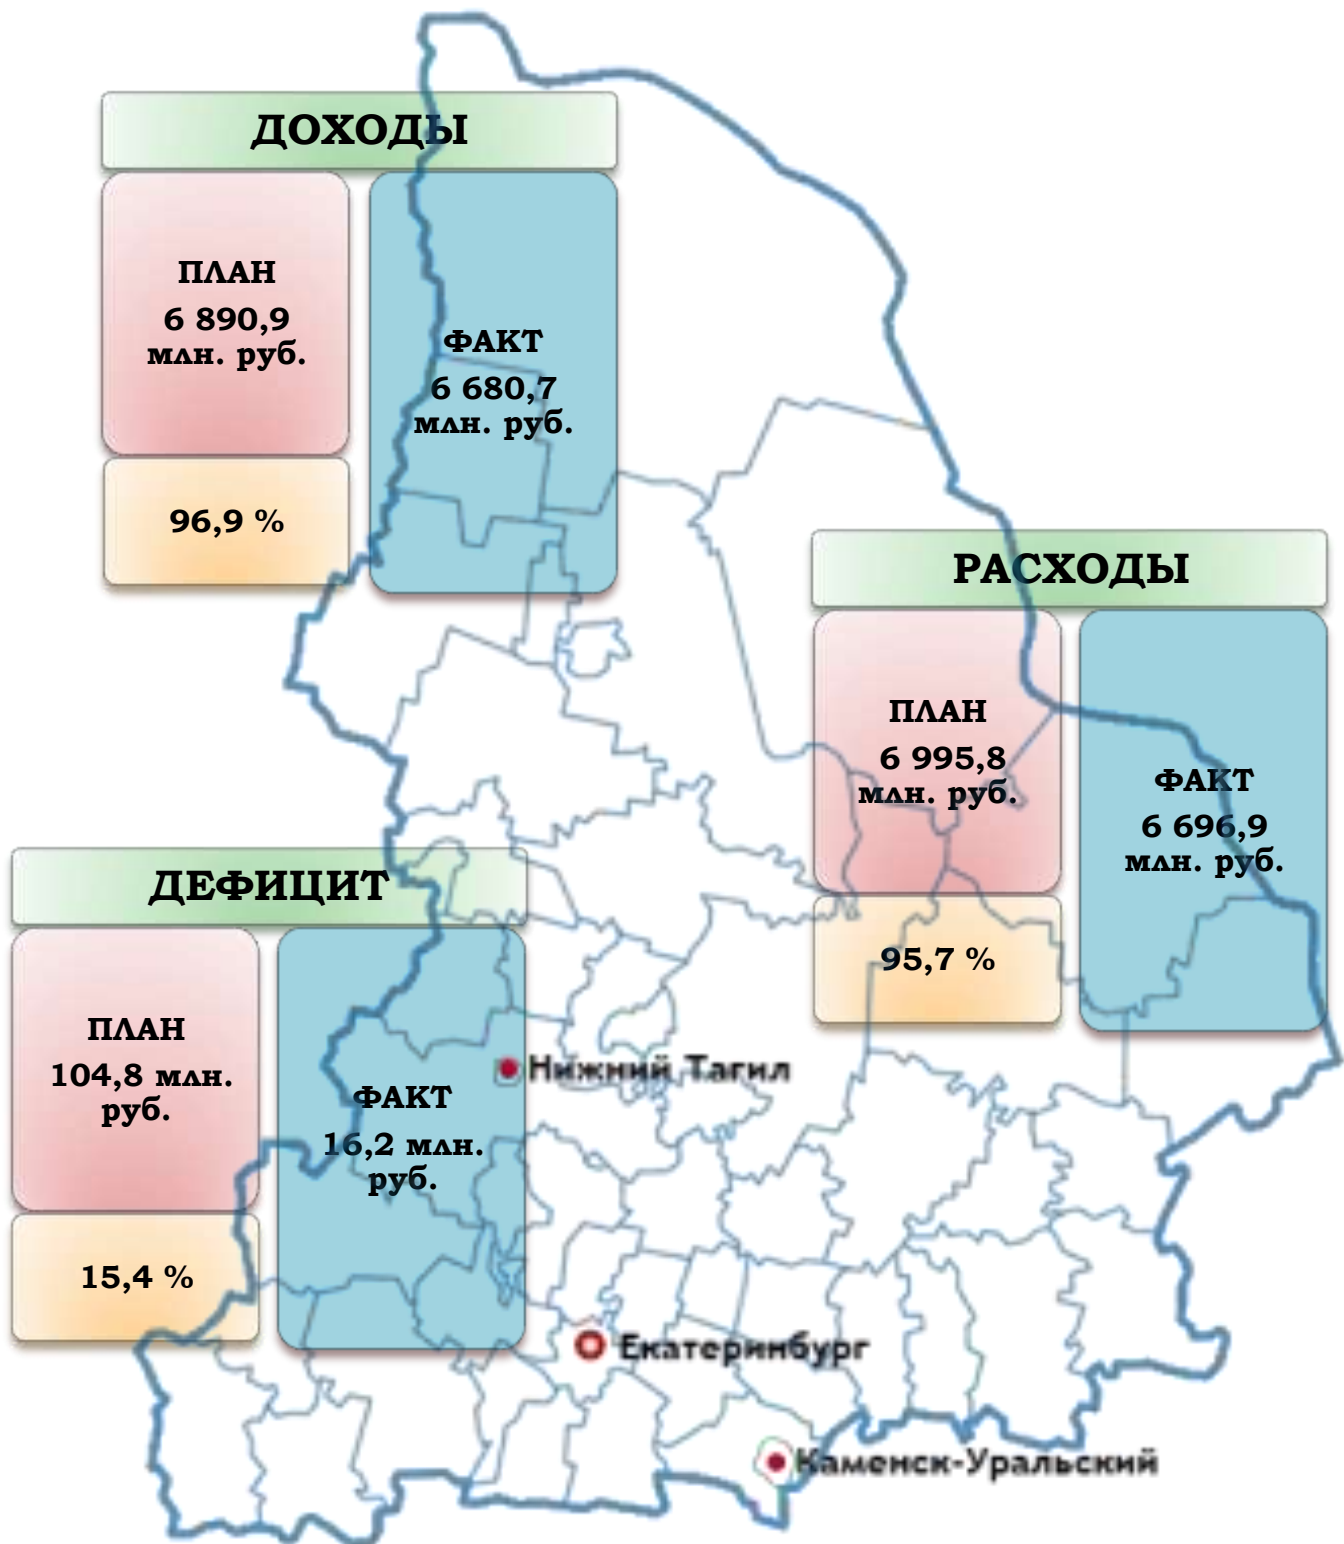 ДОХОДЫ
ПЛАН
6 890,9
млн. руб.
96,9 %
ФАКТ
6 680,7
млн. руб.
РАСХОДЫ
ПЛАН
6 995,8
млн. руб.
95,7 %
ФАКТ
6 696,9
млн. руб.
ДЕФИЦИТ
ПЛАН
104,8 млн.
руб.
15,4 %
ФАКТ
16,2 млн.
руб.
Нижний Тагил
Екатеринбург
Каменск-Уральский